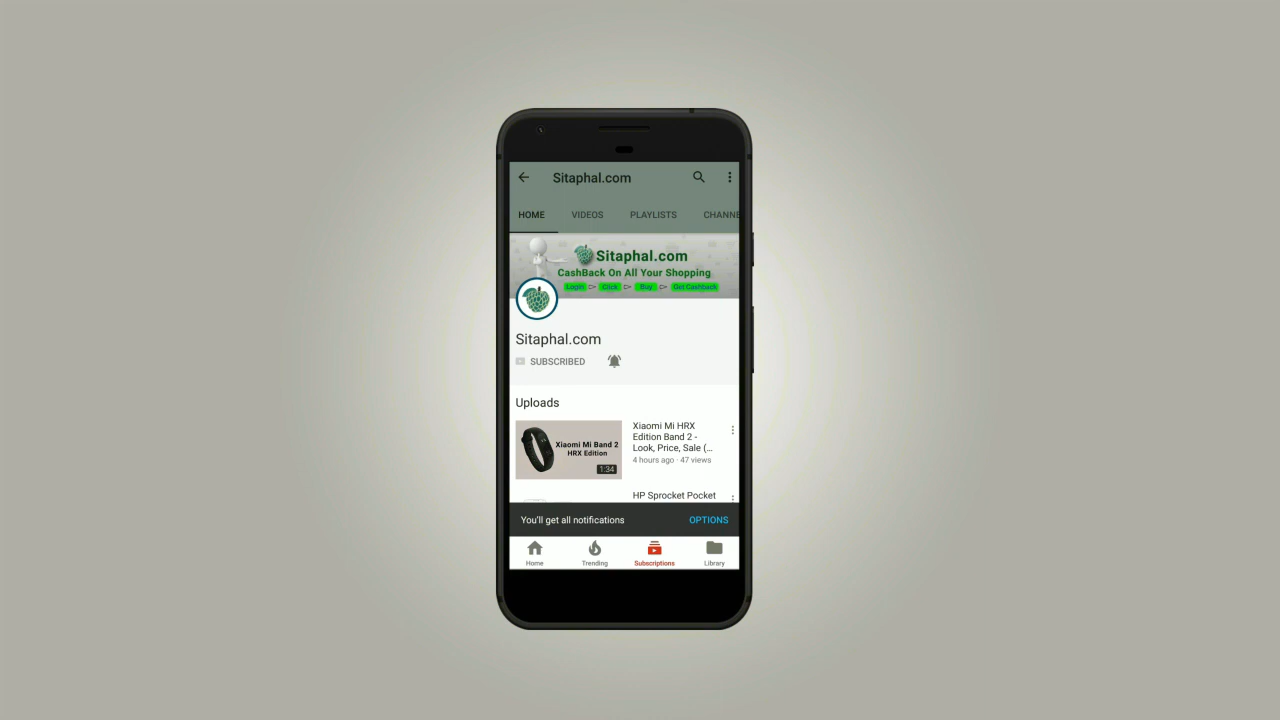 Sitaphal.com
HOME VIDEOS PLAYLISTS CHANNE
Sitaphal.com
CashBack On All Your Shopping
Login Click Buy Get Cashback
Sitaphal.com
SUBSCRIBED
Uploads
Xiaomi Mi Band 2
HRX Edition
1:34
Xiaomi Mi HRX
Edition Band 2 -
Look, Price, Sale (...
4 hours ago · 47 views
HP Sprocket Pocket
You'll get all notifications OPTIONS
Home Trending Subscriptions Library